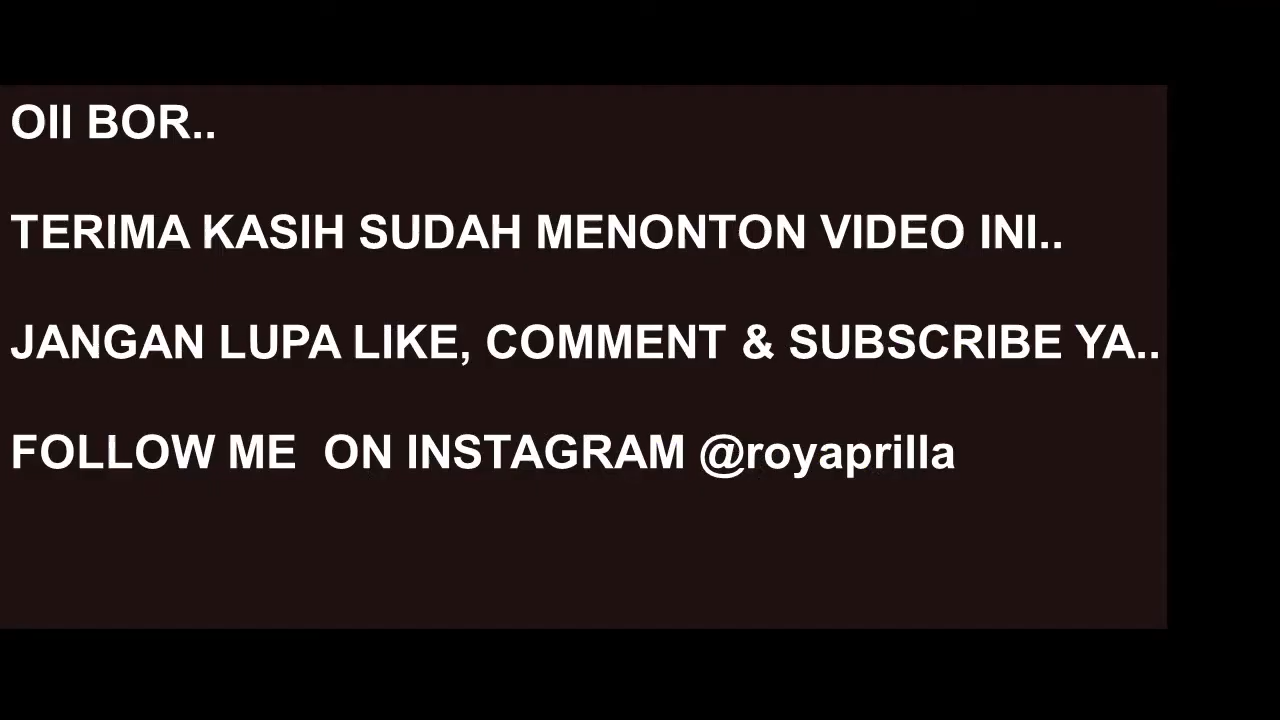 OII BOR..
TERIMA KASIH SUDAH MENONTON VIDEO INI..
JANGAN LUPA LIKE, COMMENT & SUBSCRIBE YA..
FOLLOW ME  ON INSTAGRAM @royaprilla